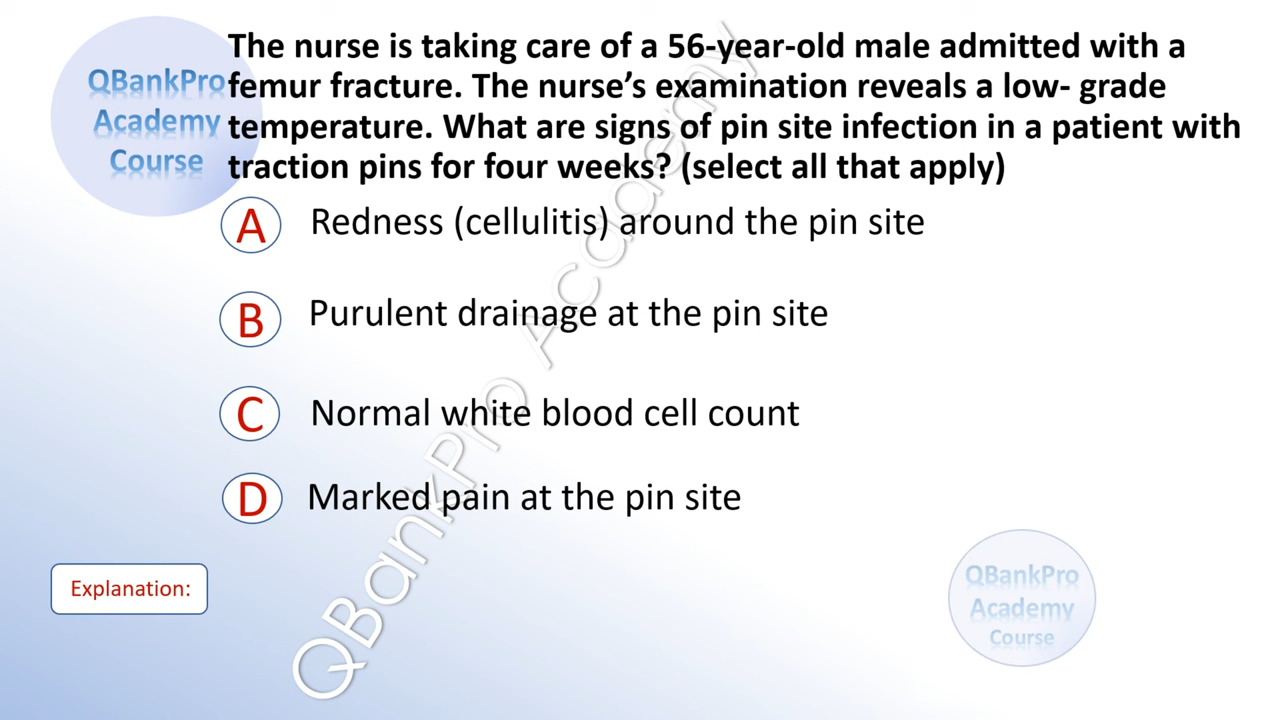 The nurse is taking care of a 56-year-old male admitted with a
femur fracture. The nurse’s examination reveals a low- grade
temperature. What are signs of pin site infection in a patient with
traction pins for four weeks? (select all that apply)
QBankPro
Academy
Course
A Redness (cellulitis) around the pin site
B Purulent drainage at the pin site
C Normal white blood cell count
D Marked pain at the pin site
QBankPro Academy
Explanation:
QBankPro
Academy
Course